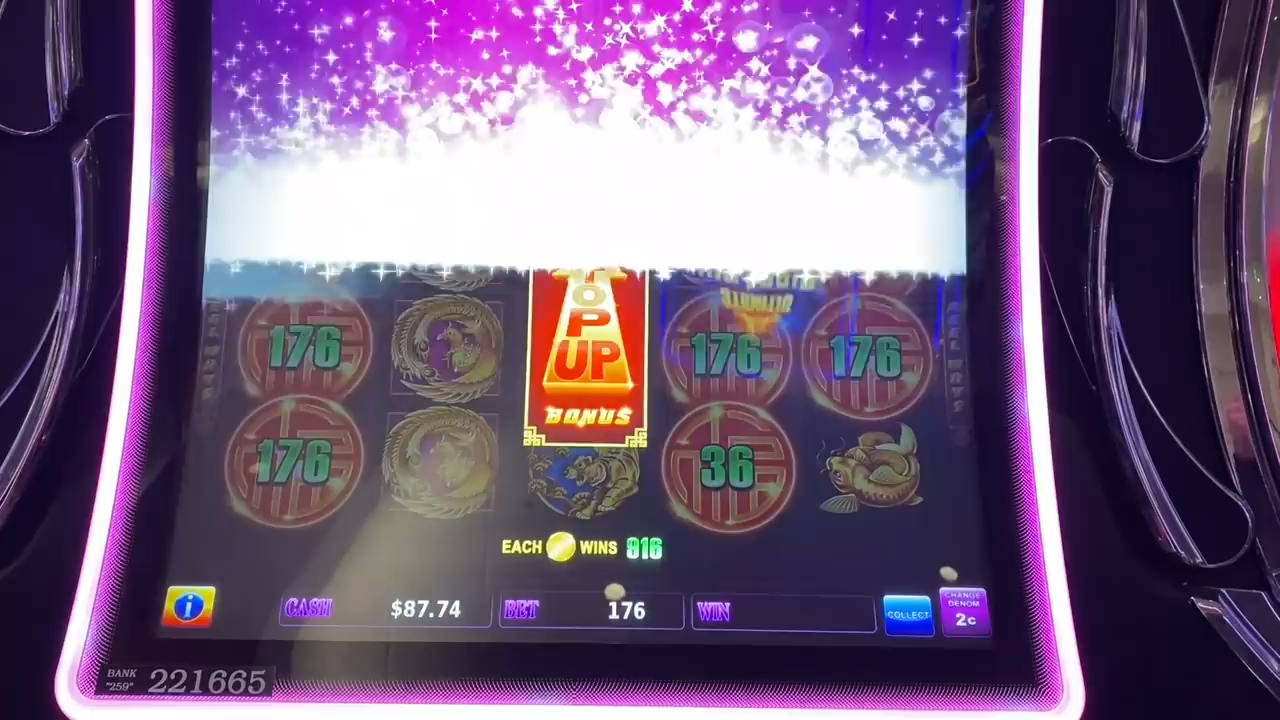 TOP UP
BONUS
176
176
176
176
36
EACH WINS 916
CASH $87.74
BET 176
WIN
COLLECT
CHANGE
DENOM
2c
BANK
"259" 221665